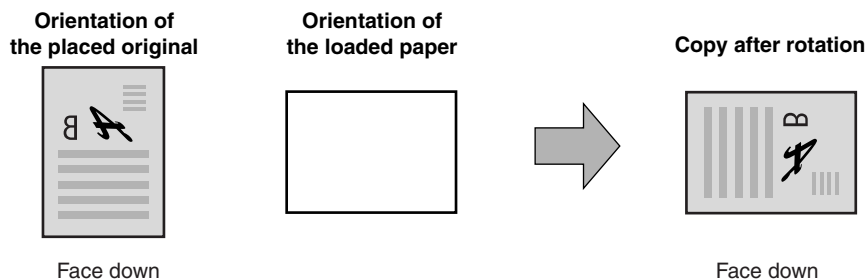 Orientation of
the placed original
Orientation of
the loaded paper
Copy after rotation
B A
B
A
Face down
Face down